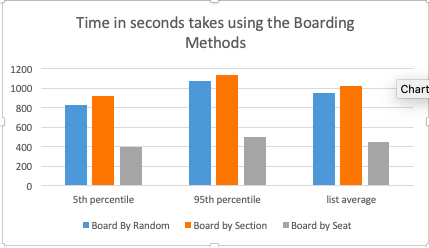 Time in seconds takes using the Boarding
Methods
1200
1000
800
600
400
200
0
5th percentile 95th percentile list average
Board By Random Board by Section Board by Seat
Chart